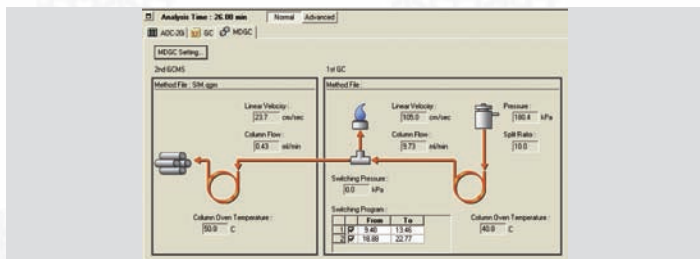 Analysis Time : 26.00 min Normal Advanced
AOC-20i GC MDGC
MDGC Setting...
2nd GCMS 1st GC
Method File : SIM.qgm Method File :
Linear Velocity : Linear Velocity : Pressure :
23.7 cm/sec 105.0 cm/sec 180.4 kPa
Column Flow : Column Flow : Split Ratio :
0.43 ml/min 9.73 ml/min 10.0
Switching Pressure :
0.0 kPa
Switching Program :
Column Oven Temperature : From To Column Oven Temperature :
50.0 C 1 9.40 13.46 40.0 C
2 18.88 22.77